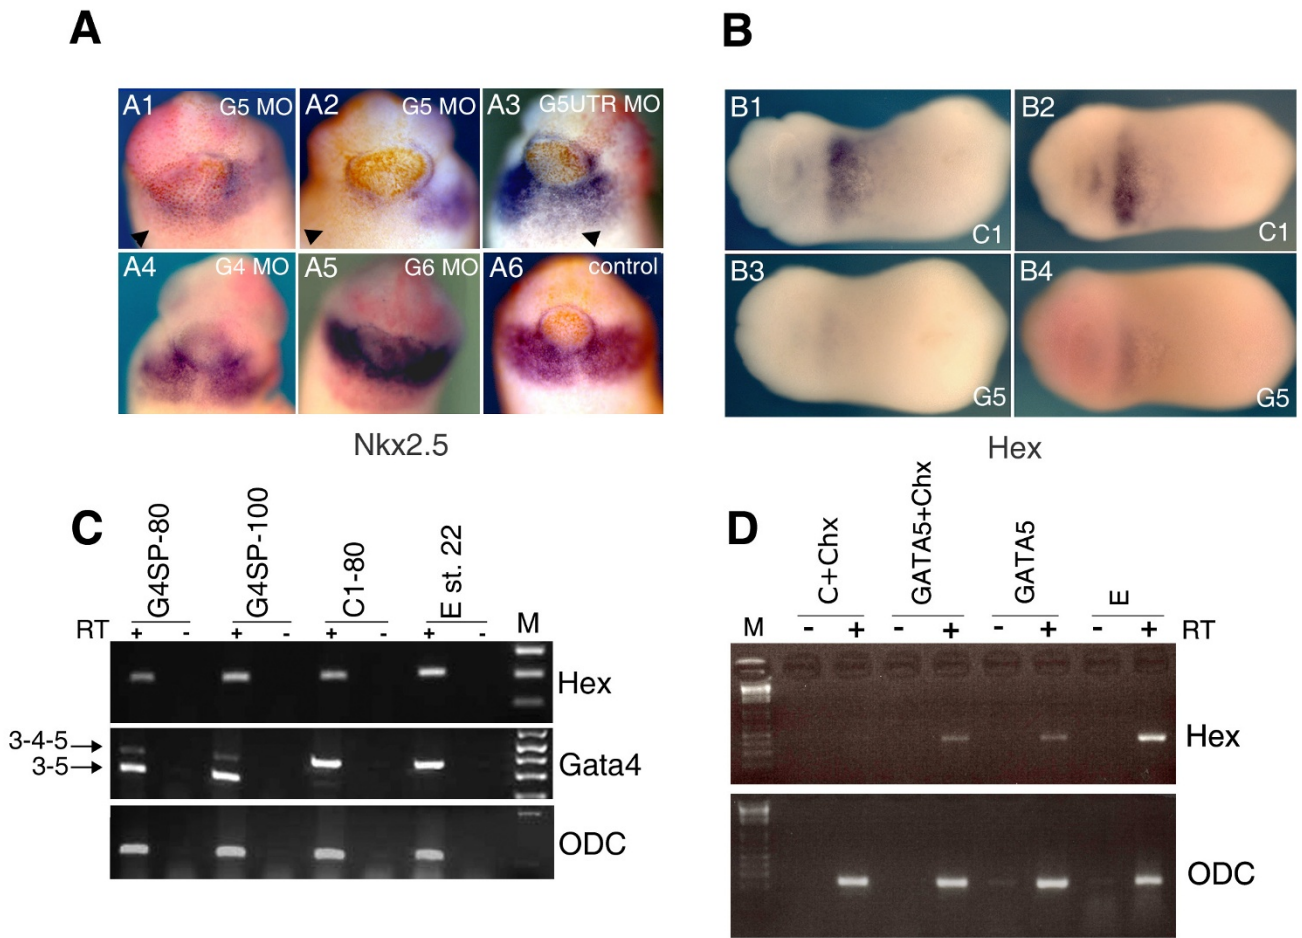 A
B
A1 G5 MO
A2 G5 MO
A3 G5UTR MO
A4 G4 MO
A5 G6 MO
A6 control
Nkx2.5
B1 C1
B2 C1
B3 G5
B4 G5
Hex
C
G4SP-80
G4SP-100
C1-80
E st. 22
RT + - + - + - + - M
Hex
3-4-5
3-5
Gata4
ODC
D
C+Chx
GATA5+Chx
GATA5
E
M - + - + - + - + RT
Hex
ODC